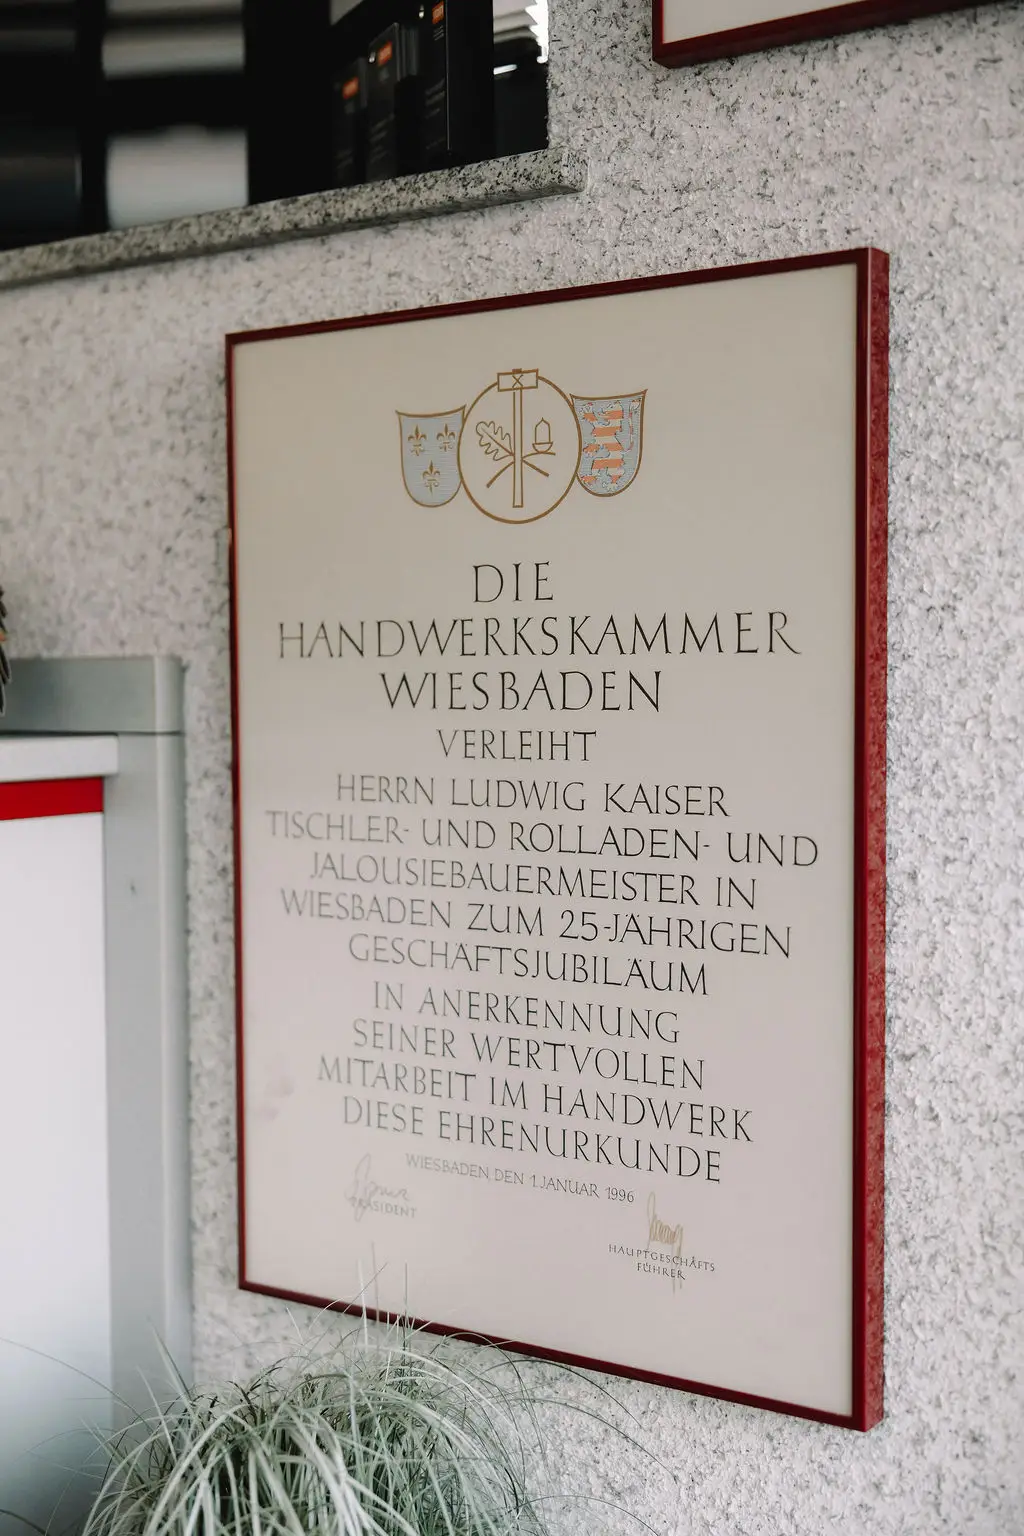 DIE
HANDWERKSKAMMER
WIESBADEN
VERLEIHT
HERRN LUDWIG KAISER
TISCHLER- UND ROLLADEN- UND
JALOUSIEBAUERMEISTER IN
WIESBADEN ZUM 25-JÄHRIGEN
GESCHÄFTSJUBILÄUM
IN ANERKENNUNG
SEINER WERTVOLLEN
MITARBEIT IM HANDWERK
DIESE EHRENURKUNDE
WIESBADEN, DEN 1. JANUAR 1996
PRÄSIDENT
HAUPTGESCHÄFTS
FÜHRER